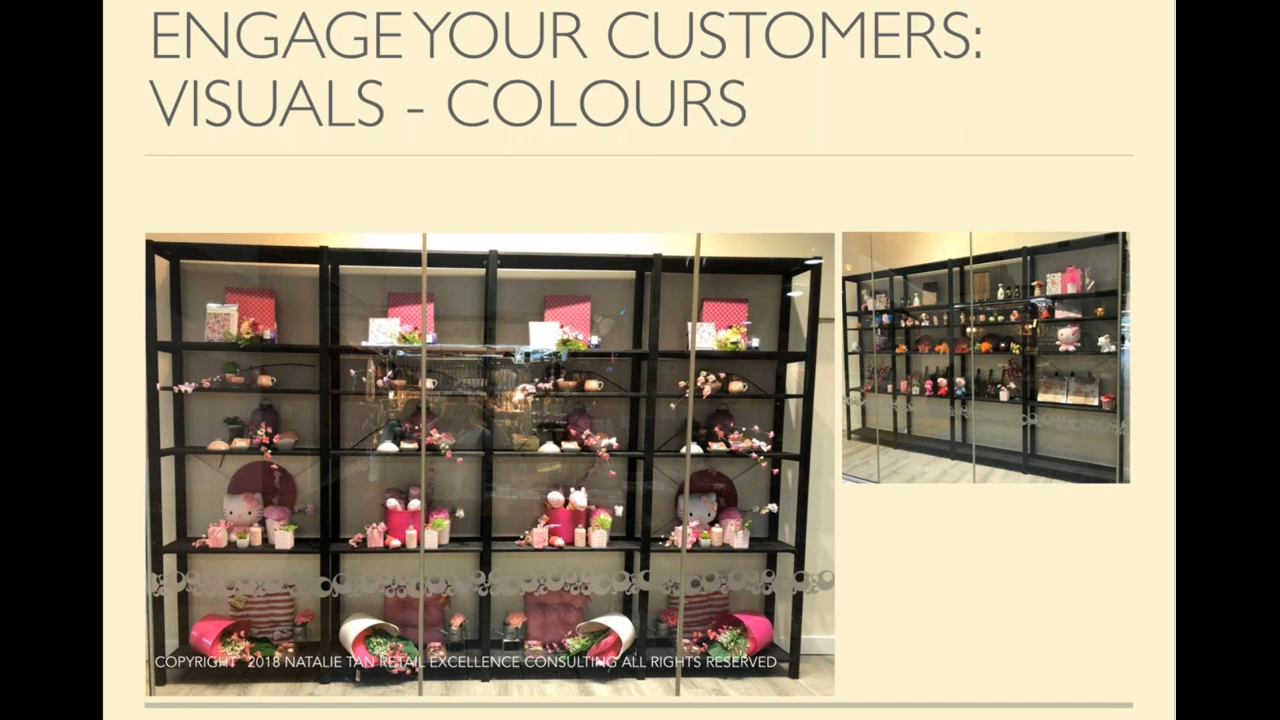 ENGAGE YOUR CUSTOMERS:
VISUALS - COLOURS
COPYRIGHT 2018 NATALIE TAN RETAIL EXCELLENCE CONSULTING ALL RIGHTS RESERVED